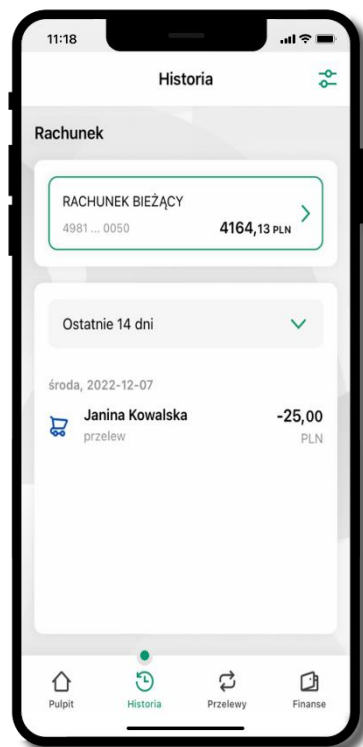 11:18
Historia
Rachunek
RACHUNEK BIEŻĄCY
4981 ... 0050 4164,13 PLN
Ostatnie 14 dni
środa, 2022-12-07
Janina Kowalska -25,00
przelew PLN
Pulpit Historia Przelewy Finanse